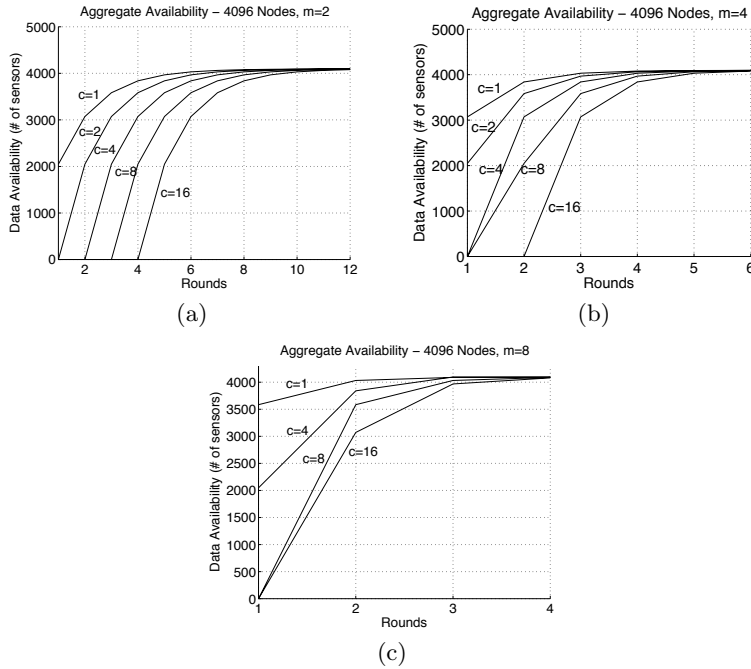 Aggregate Availability – 4096 Nodes, m=2
Data Availability (# of sensors)
5000
4000
3000
2000
1000
0
c=1
c=2
c=4
c=8
c=16
2 4 6 8 10 12
Rounds
(a)
Aggregate Availability – 4096 Nodes, m=4
Data Availability (# of sensors)
5000
4000
3000
2000
1000
0
c=1
c=2
c=4
c=8
c=16
1 2 3 4 5 6
Rounds
(b)
Aggregate Availability – 4096 Nodes, m=8
Data Availability (# of sensors)
4000
3500
3000
2500
2000
1500
1000
500
0
c=1
c=4
c=8
c=16
1 2 3 4
Rounds
(c)